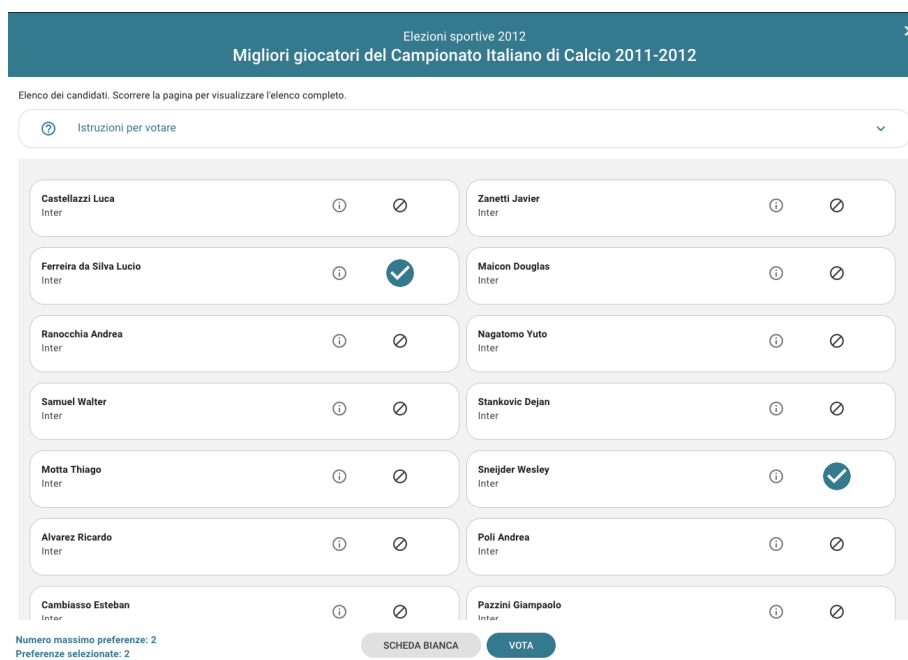 Elezioni sportive 2012
Migliori giocatori del Campionato Italiano di Calcio 2011-2012
Elenco dei candidati. Scorrere la pagina per visualizzare l'elenco completo.
Istruzioni per votare
Castellazzi Luca
Inter
Zanetti Javier
Inter
Ferreira da Silva Lucio
Inter
Maicon Douglas
Inter
Ranocchia Andrea
Inter
Nagatomo Yuto
Inter
Samuel Walter
Inter
Stankovic Dejan
Inter
Motta Thiago
Inter
Sneijder Wesley
Inter
Alvarez Ricardo
Inter
Poli Andrea
Inter
Cambiasso Esteban
Inter
Pazzini Giampaolo
Inter
Numero massimo preferenze: 2
Preferenze selezionate: 2
SCHEDA BIANCA
VOTA